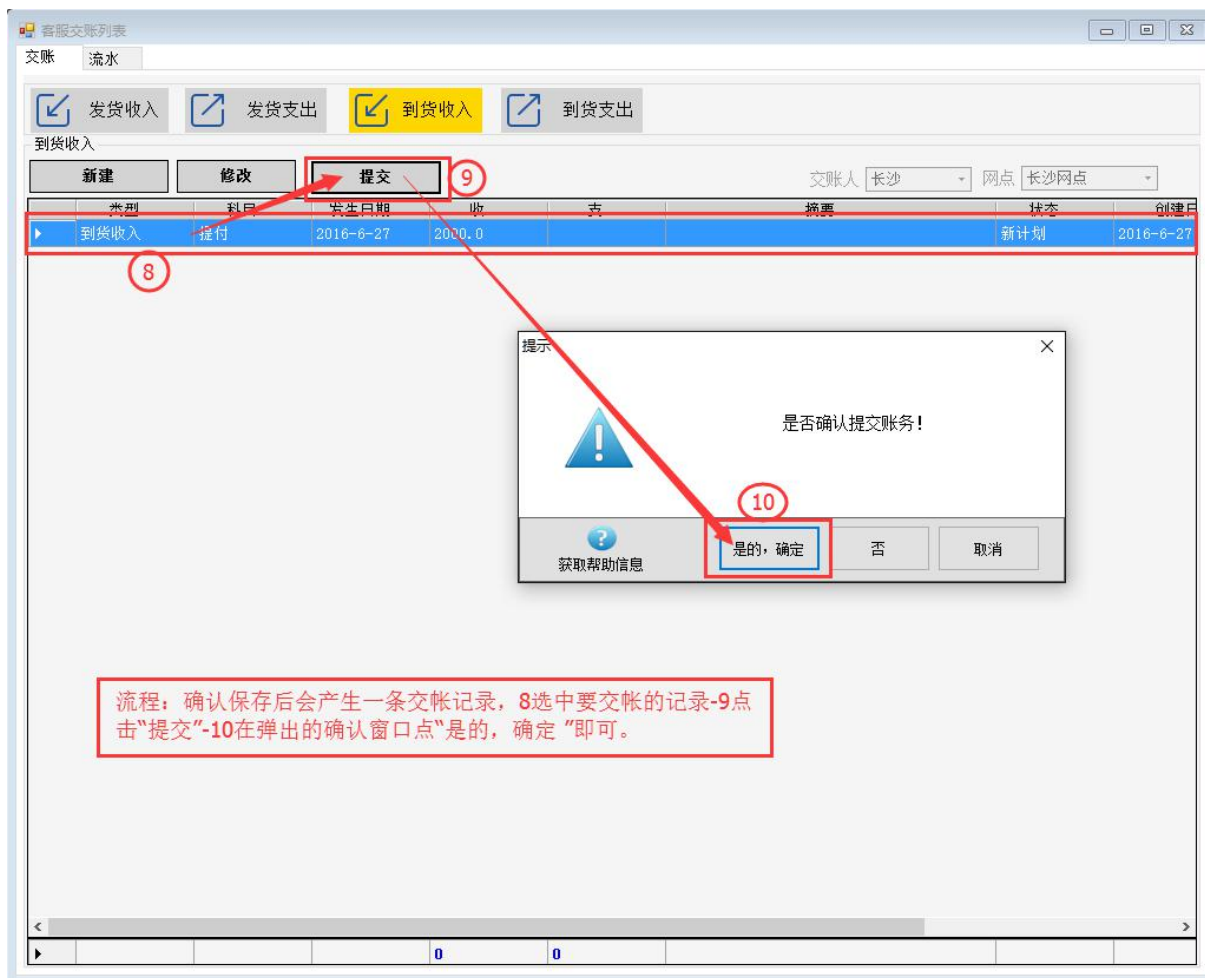 客服交账列表
交账 流水
发货收入 发货支出 到货收入 到货支出
到货收入
新建 修改 提交 9 交账人 长沙 网点 长沙网点
类型 科目 发生日期 收 支 摘要 状态 创建日
到货收入 提付 2016-6-27 2000.0 新计划 2016-6-27
8
提示
是否确认提交账务!
10
获取帮助信息 是的，确定 否 取消
流程：确认保存后会产生一条交帐记录，8选中要交帐的记录-9点
击“提交”-10在弹出的确认窗口点“是的，确定 ”即可。
0 0